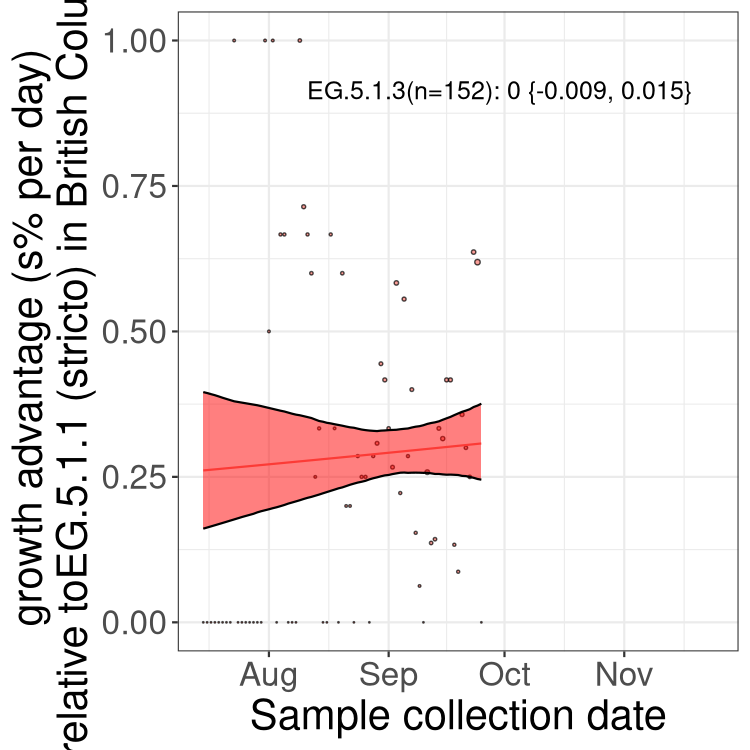 growth advantage (s% per day)
relative toEG.5.1.1 (stricto) in British Colu
1.00
0.75
0.50
0.25
0.00
EG.5.1.3(n=152): 0 {-0.009, 0.015}
Aug Sep Oct Nov
Sample collection date